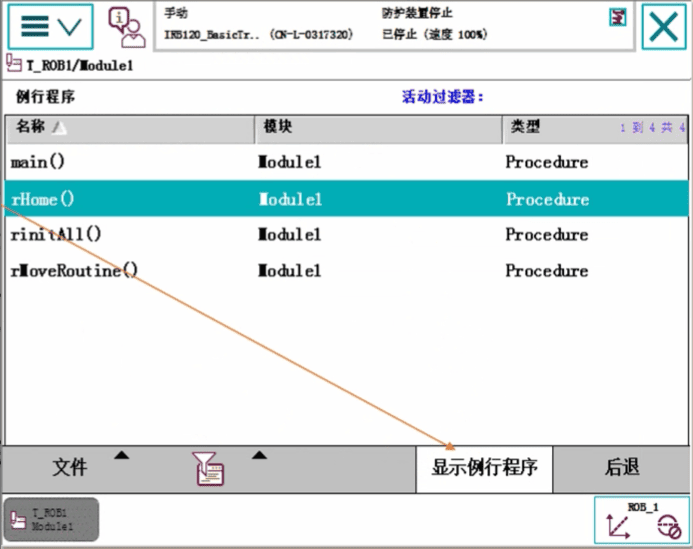 手动 防护装置停止
IRB120_BasicTr.. (CN-L-0317320) 已停止 (速度 100%)
T_ROB1/Module1
例行程序 活动过滤器:
名称 模块 类型 1 到 4 共 4
main() Module1 Procedure
rHome() Module1 Procedure
rinitAll() Module1 Procedure
rMoveRoutine() Module1 Procedure
文件 显示例行程序 后退
T_ROB1 ROB_1
Module1